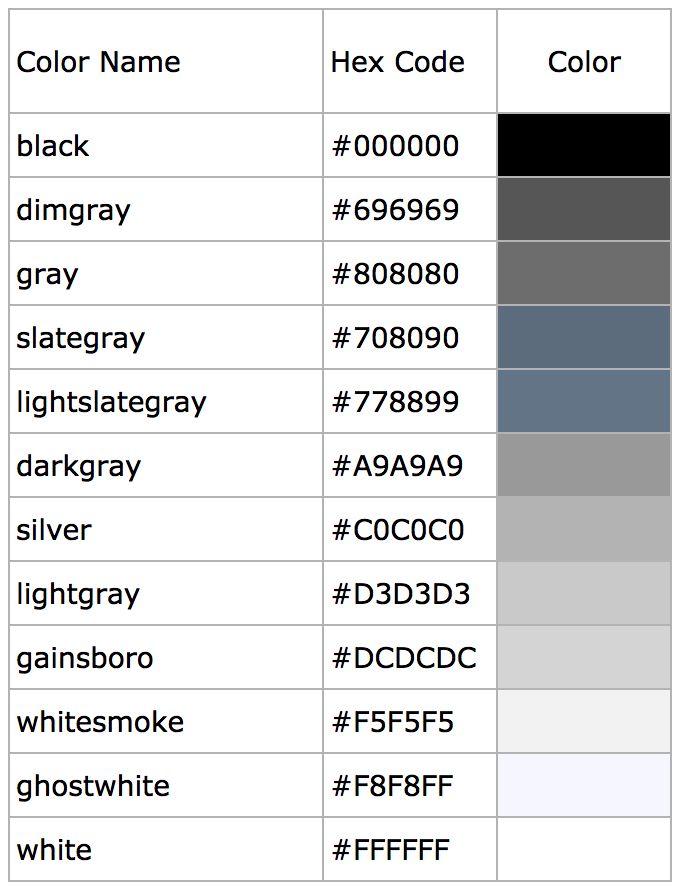 Color Name Hex Code Color
black #000000
dimgray #696969
gray #808080
slategray #708090
lightslategray #778899
darkgray #A9A9A9
silver #C0C0C0
lightgray #D3D3D3
gainsboro #DCDCDC
whitesmoke #F5F5F5
ghostwhite #F8F8FF
white #FFFFFF